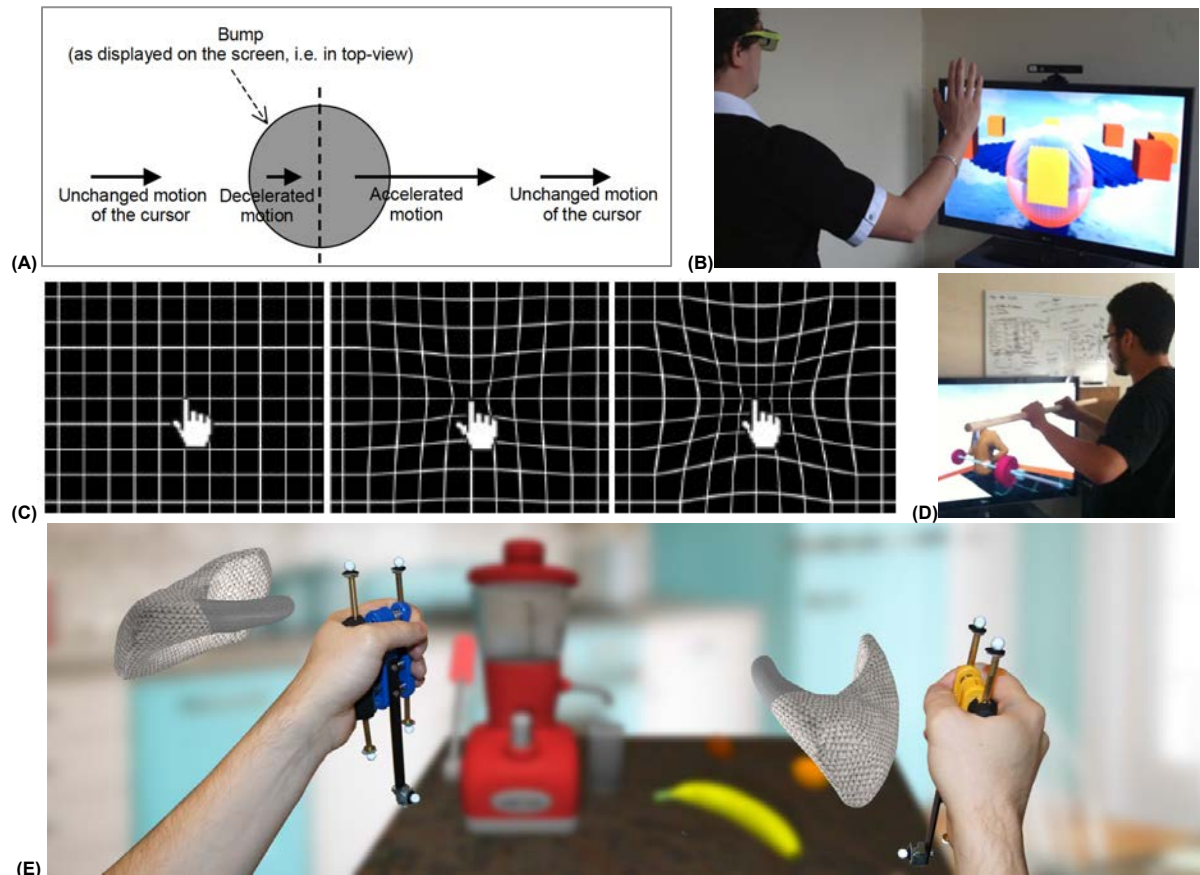 Bump
(as displayed on the screen, i.e. in top-view)
Unchanged motion
of the cursor
Decelerated
motion
Accelerated
motion
Unchanged motion
of the cursor
(A)
(B)
(C)
(D)
(E)